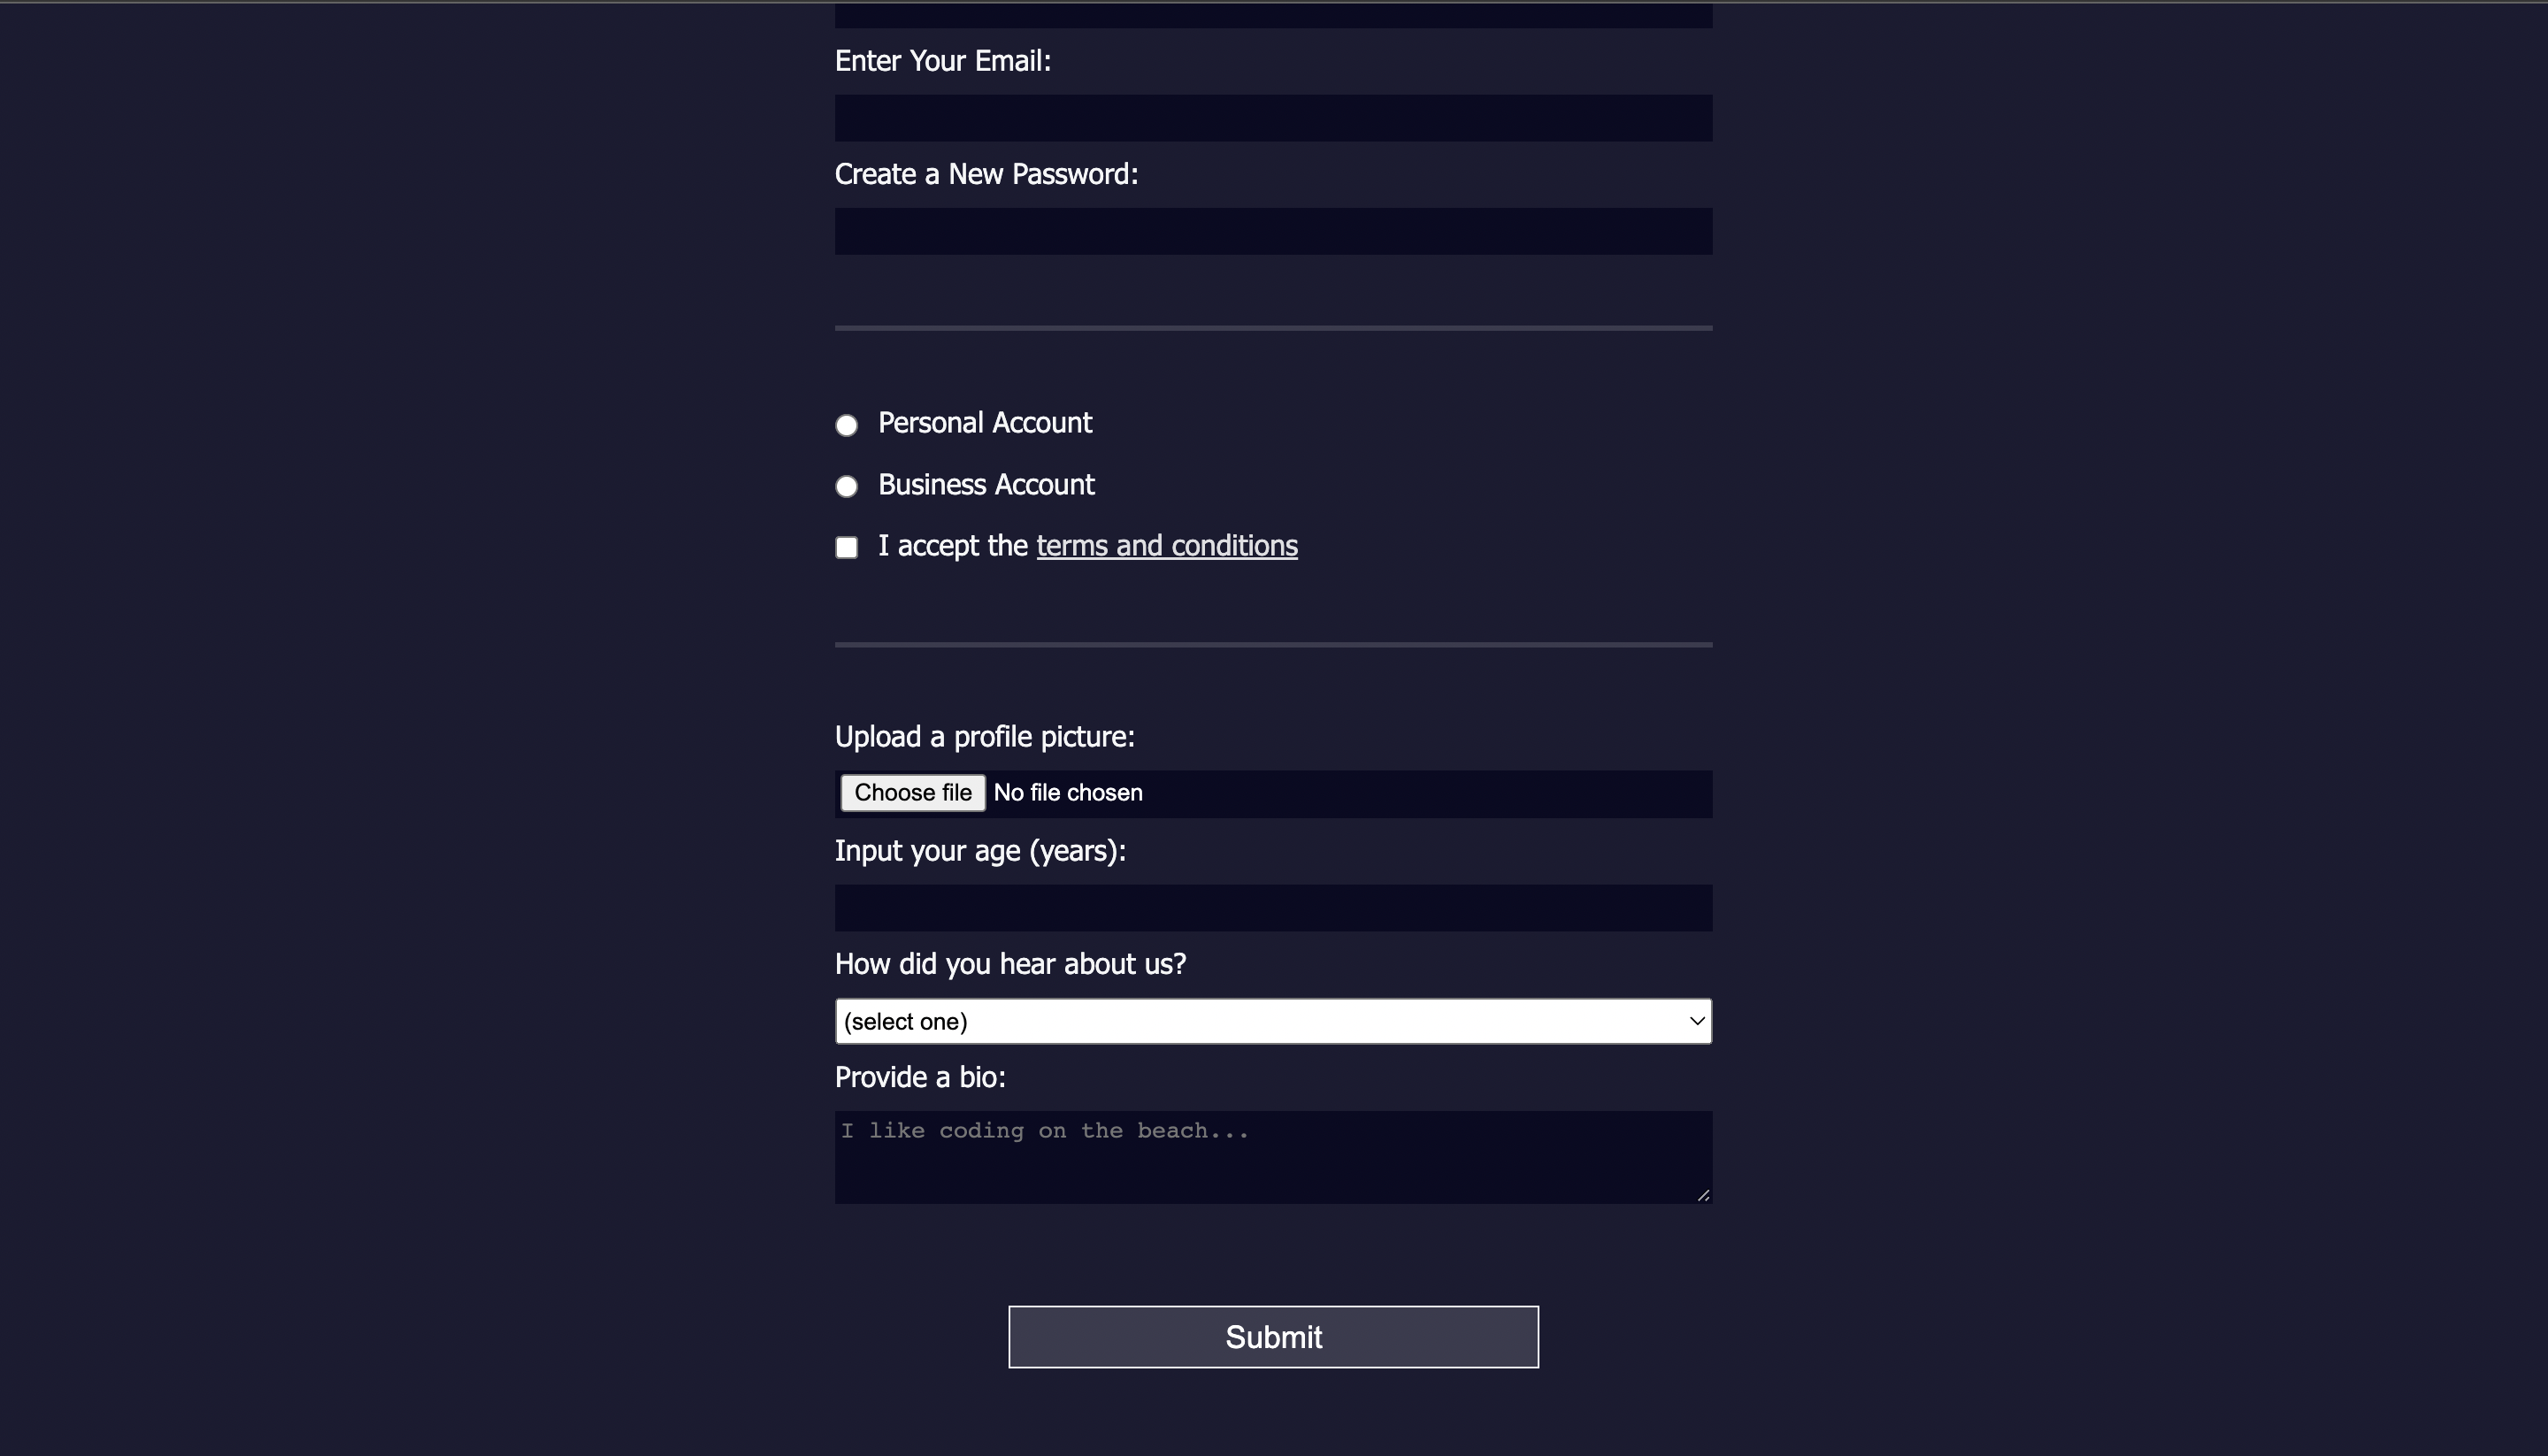 Enter Your Email:
Create a New Password:
Personal Account
Business Account
I accept the terms and conditions
Upload a profile picture:
Choose file No file chosen
Input your age (years):
How did you hear about us?
(select one)
Provide a bio:
I like coding on the beach...
Submit